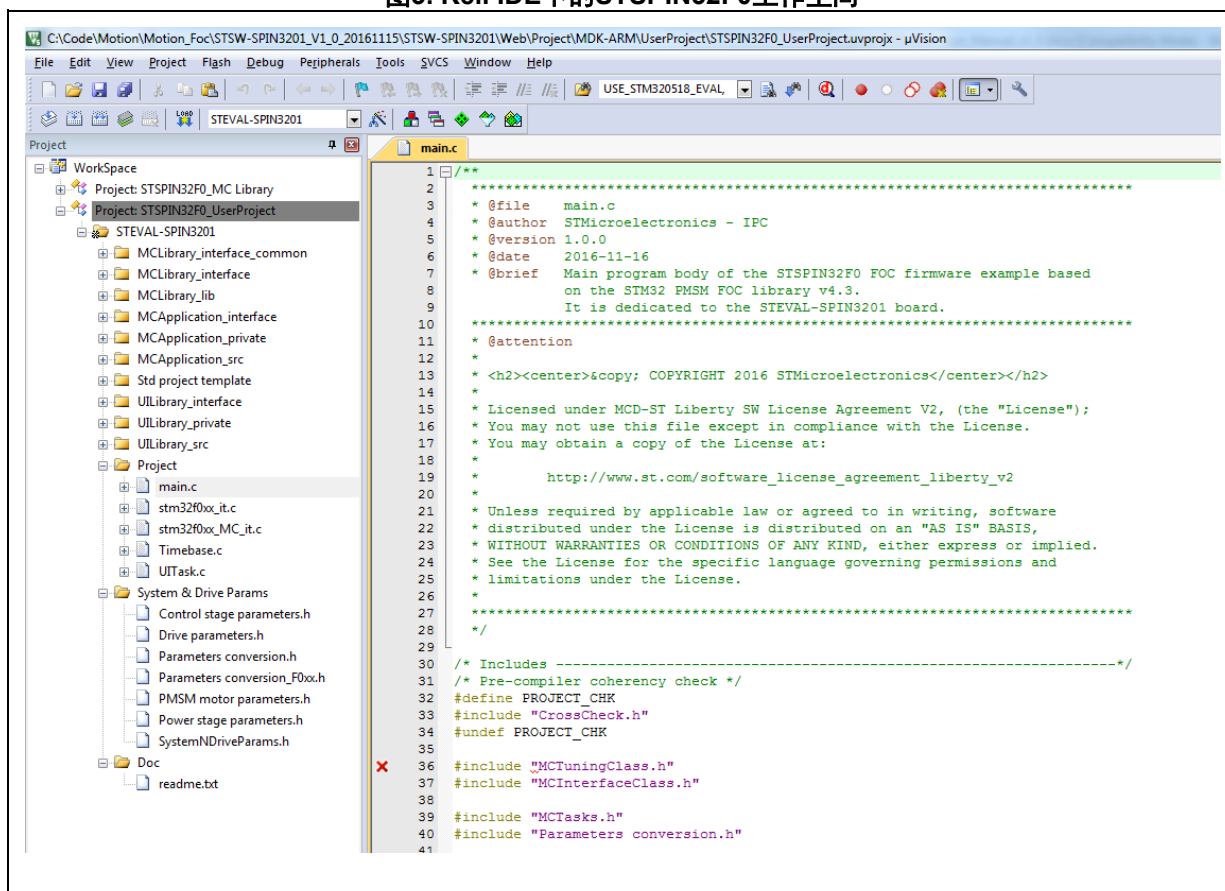 C:\Code\Motion\Motion_Foc\STSW-SPIN3201_V1_0_20161115\STSW-SPIN3201\Web\Project\MDK-ARM\UserProject\STSPIN32F0_UserProject.uvprojx - µVision
File Edit View Project Flash Debug Peripherals Tools SVCS Window Help
USE_STM320518_EVAL,
LOAD STEVAL-SPIN3201
Project
WorkSpace
Project: STSPIN32F0_MC Library
Project: STSPIN32F0_UserProject
STEVAL-SPIN3201
MCLibrary_interface_common
MCLibrary_interface
MCLibrary_lib
MCApplication_interface
MCApplication_private
MCApplication_src
Std project template
UILibrary_interface
UILibrary_private
UILibrary_src
Project
main.c
stm32f0xx_it.c
stm32f0xx_MC_it.c
Timebase.c
UITask.c
System & Drive Params
Control stage parameters.h
Drive parameters.h
Parameters conversion.h
Parameters conversion_F0xx.h
PMSM motor parameters.h
Power stage parameters.h
SystemNDriveParams.h
Doc
readme.txt
main.c
1 /**
2 ******************************************************************************
3 * @file main.c
4 * @author STMicroelectronics - IPC
5 * @version 1.0.0
6 * @date 2016-11-16
7 * @brief Main program body of the STSPIN32F0 FOC firmware example based
8 on the STM32 PMSM FOC library v4.3.
9 It is dedicated to the STEVAL-SPIN3201 board.
10 ******************************************************************************
11 * @attention
12 *
13 * <h2><center>&copy; COPYRIGHT 2016 STMicroelectronics</center></h2>
14 *
15 * Licensed under MCD-ST Liberty SW License Agreement V2, (the "License");
16 * You may not use this file except in compliance with the License.
17 * You may obtain a copy of the License at:
18 *
19 * http://www.st.com/software_license_agreement_liberty_v2
20 *
21 * Unless required by applicable law or agreed to in writing, software
22 * distributed under the License is distributed on an "AS IS" BASIS,
23 * WITHOUT WARRANTIES OR CONDITIONS OF ANY KIND, either express or implied.
24 * See the License for the specific language governing permissions and
25 * limitations under the License.
26 *
27 ******************************************************************************
28 */
29
30 /* Includes ------------------------------------------------------------------*/
31 /* Pre-compiler coherency check */
32 #define PROJECT_CHK
33 #include "CrossCheck.h"
34 #undef PROJECT_CHK
35
36 #include "MCTuningClass.h"
37 #include "MCInterfaceClass.h"
38
39 #include "MCTasks.h"
40 #include "Parameters conversion.h"
41